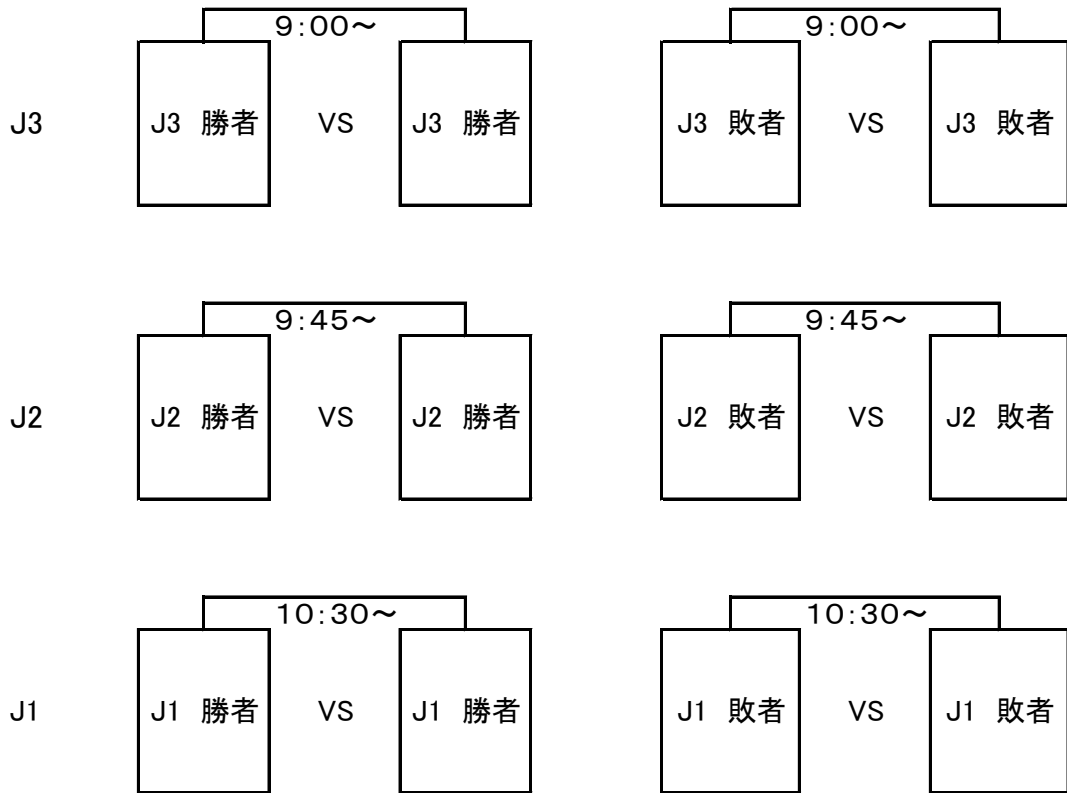 9:00～ 9:00～
J3 J3 勝者 VS J3 勝者 J3 敗者 VS J3 敗者
9:45～ 9:45～
J2 J2 勝者 VS J2 勝者 J2 敗者 VS J2 敗者
10:30～ 10:30～
J1 J1 勝者 VS J1 勝者 J1 敗者 VS J1 敗者